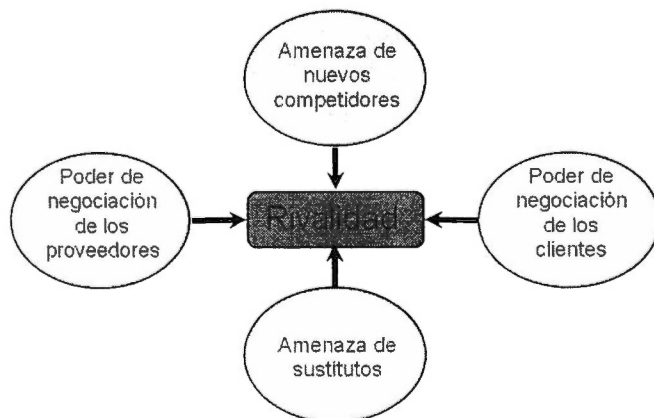 Amenaza de
nuevos
competidores
Poder de
negociación
de los
proveedores
Rivalidad
Poder de
negociación
de los
clientes
Amenaza de
sustitutos